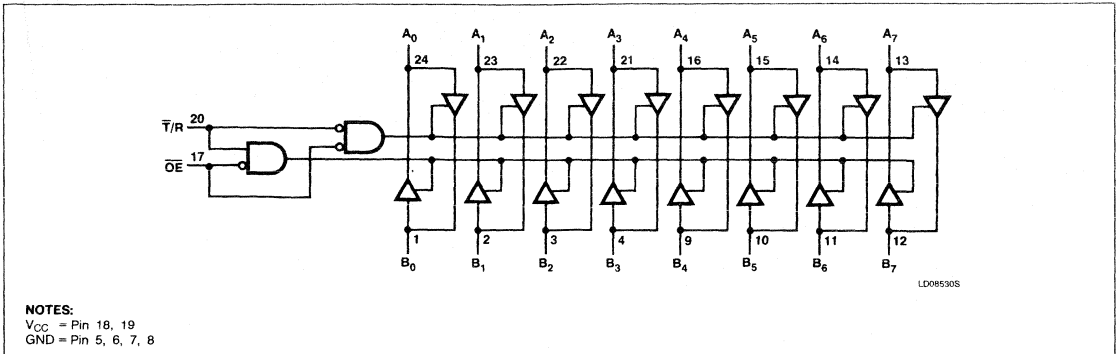 A0 A1 A2 A3 A4 A5 A6 A7
24 23 22 21 16 15 14 13
T̅/R 20
O̅E̅ 17
1 2 3 4 9 10 11 12
B0 B1 B2 B3 B4 B5 B6 B7
LD08530S
NOTES:
VCC = Pin 18, 19
GND = Pin 5, 6, 7, 8